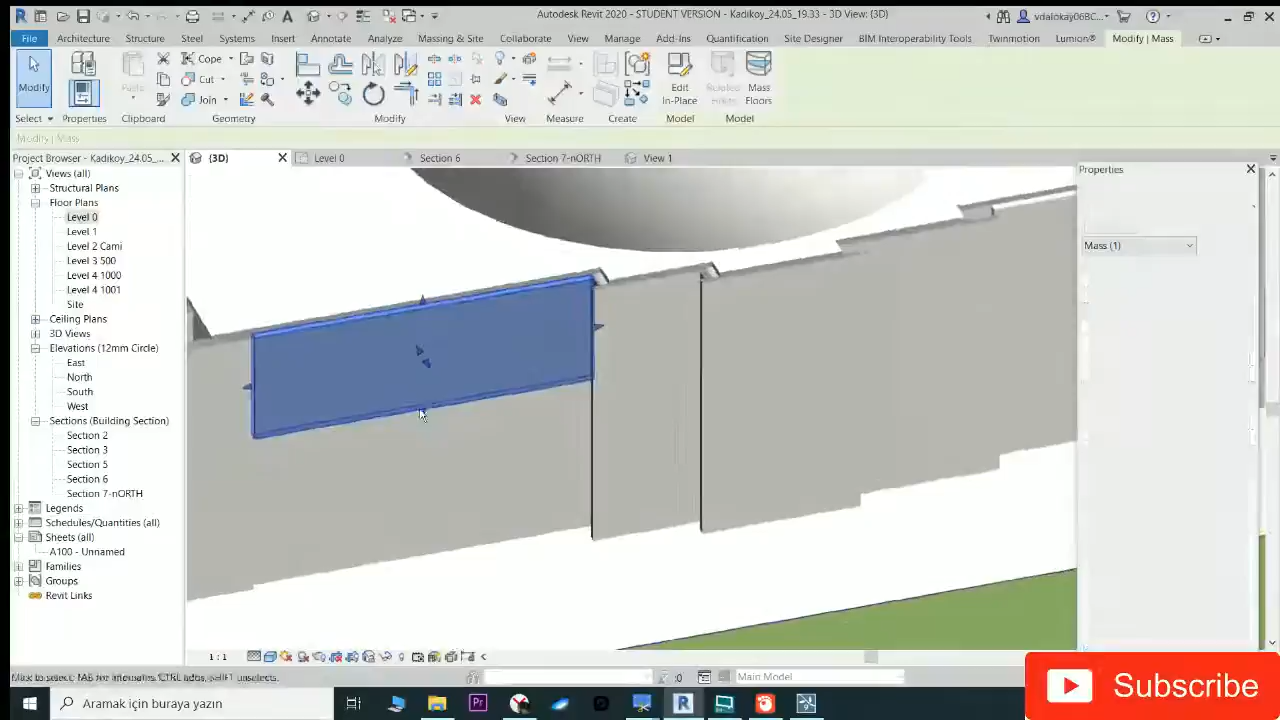 Autodesk Revit 2020 - STUDENT VERSION - Kadikoy_24.05_19.33 - 3D View: {3D}
vdalokay06BC...
File Architecture Structure Steel Systems Insert Annotate Analyze Massing & Site Collaborate View Manage Add-Ins Quantification Site Designer BIM Interoperability Tools Twinmotion Lumion® Modify | Mass
Cope
Cut
Join
Modify
Paste
Edit In-Place
Related Hosts
Mass Floors
Select Properties Clipboard Geometry Modify View Measure Create Model Model
Modify | Mass
Project Browser - Kadıkoy_24.05_...
{3D}
Level 0
Section 6
Section 7-nORTH
View 1
Properties
Mass (1)
Views (all)
Structural Plans
Floor Plans
Level 0
Level 1
Level 2 Cami
Level 3 500
Level 4 1000
Level 4 1001
Site
Ceiling Plans
3D Views
Elevations (12mm Circle)
East
North
South
West
Sections (Building Section)
Section 2
Section 3
Section 5
Section 6
Section 7-nORTH
Legends
Schedules/Quantities (all)
Sheets (all)
A100 - Unnamed
Families
Groups
Revit Links
1 : 1
:0
Main Model
Subscribe
Aramak için buraya yazın